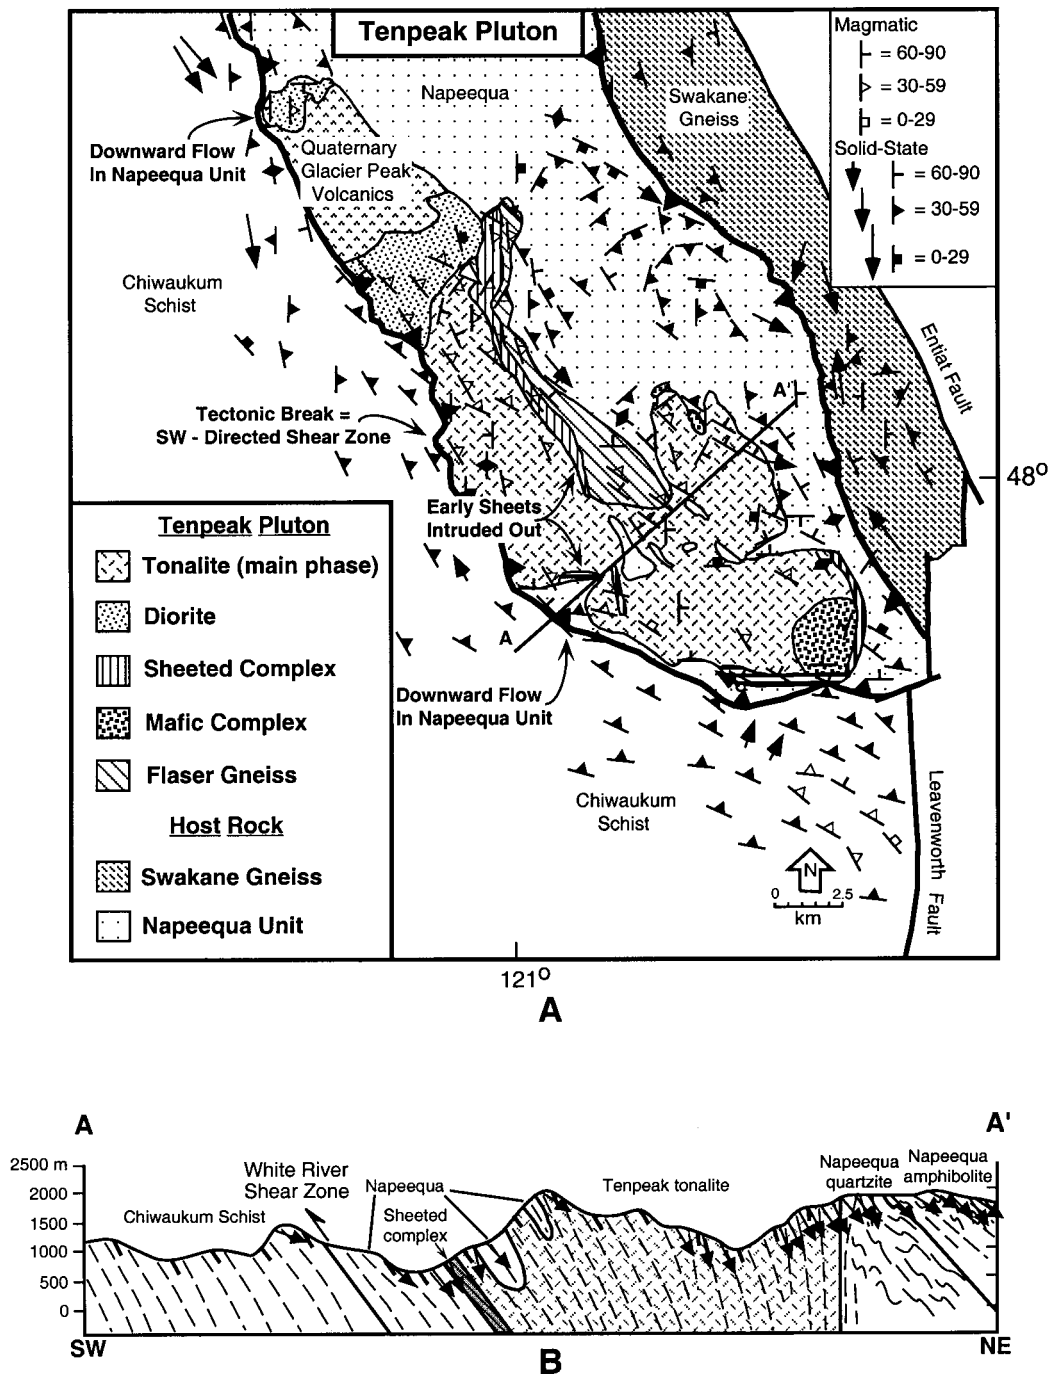 Tenpeak Pluton
Magmatic
= 60-90
= 30-59
= 0-29
Solid-State
= 60-90
= 30-59
= 0-29
Napeequa
Swakane
Gneiss
Downward Flow
In Napeequa Unit
Quaternary
Glacier Peak
Volcanics
Chiwaukum
Schist
Entiat Fault
Tectonic Break =
SW - Directed Shear Zone
A'
48°
Early Sheets
Intruded Out
A
Downward Flow
In Napeequa Unit
Tenpeak Pluton
Tonalite (main phase)
Diorite
Sheeted Complex
Mafic Complex
Flaser Gneiss
Host Rock
Swakane Gneiss
Napeequa Unit
Chiwaukum
Schist
Leavenworth Fault
N
0 2.5
km
121°
A
A
A'
2500 m
2000
1500
1000
500
0
White River
Shear Zone
Chiwaukum Schist
Napeequa
Sheeted
complex
Tenpeak tonalite
Napeequa
quartzite
Napeequa
amphibolite
SW
NE
B